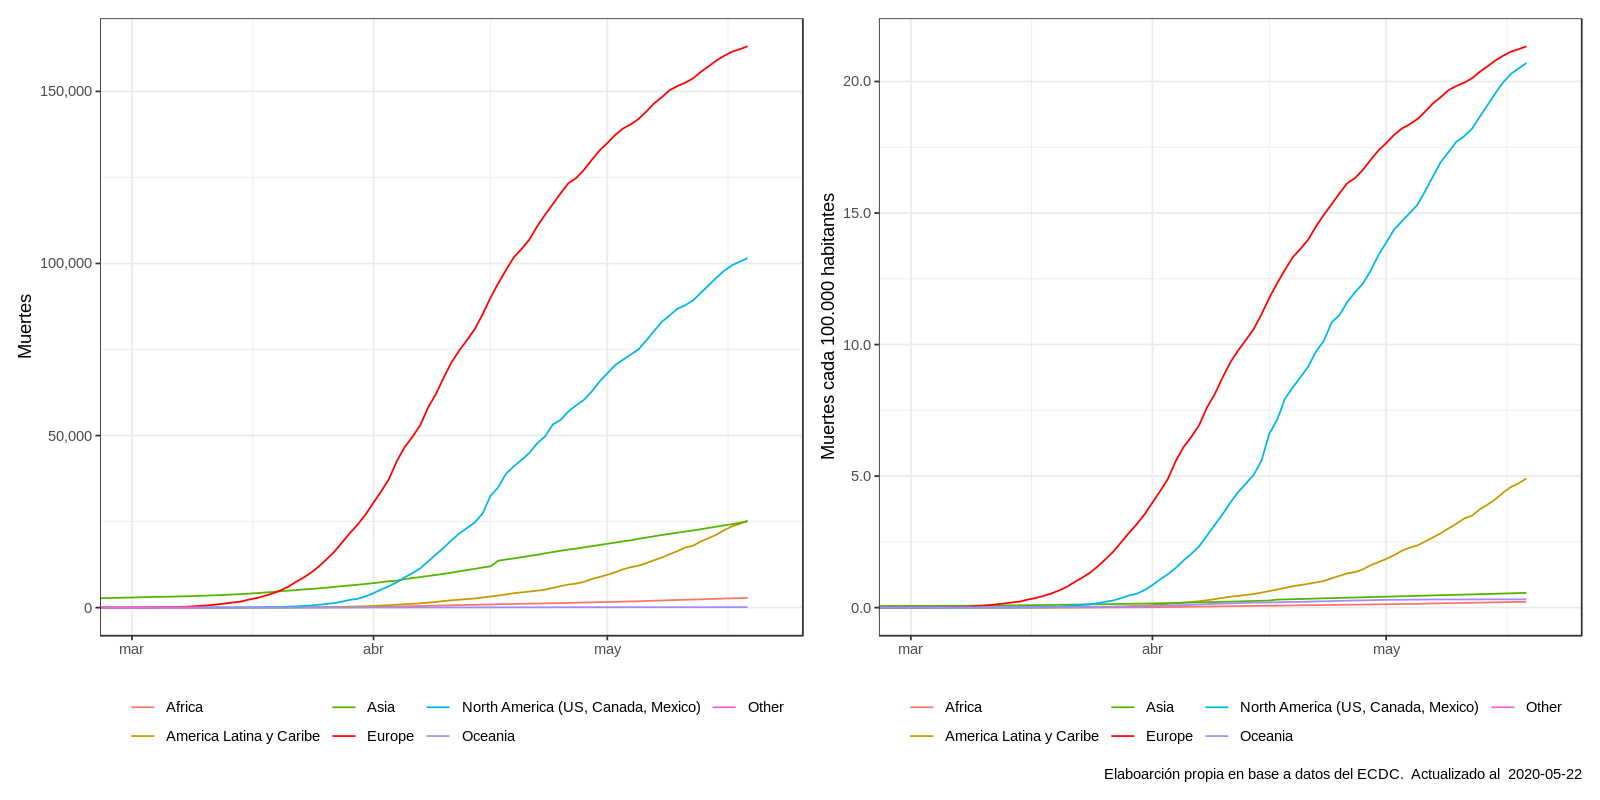 Muertes
150,000
100,000
50,000
0
mar
abr
may
Africa
Asia
North America (US, Canada, Mexico)
Other
America Latina y Caribe
Europe
Oceania
Muertes cada 100.000 habitantes
20.0
15.0
10.0
5.0
0.0
mar
abr
may
Africa
Asia
North America (US, Canada, Mexico)
Other
America Latina y Caribe
Europe
Oceania
Elaboarción propia en base a datos del ECDC.  Actualizado al  2020-05-22